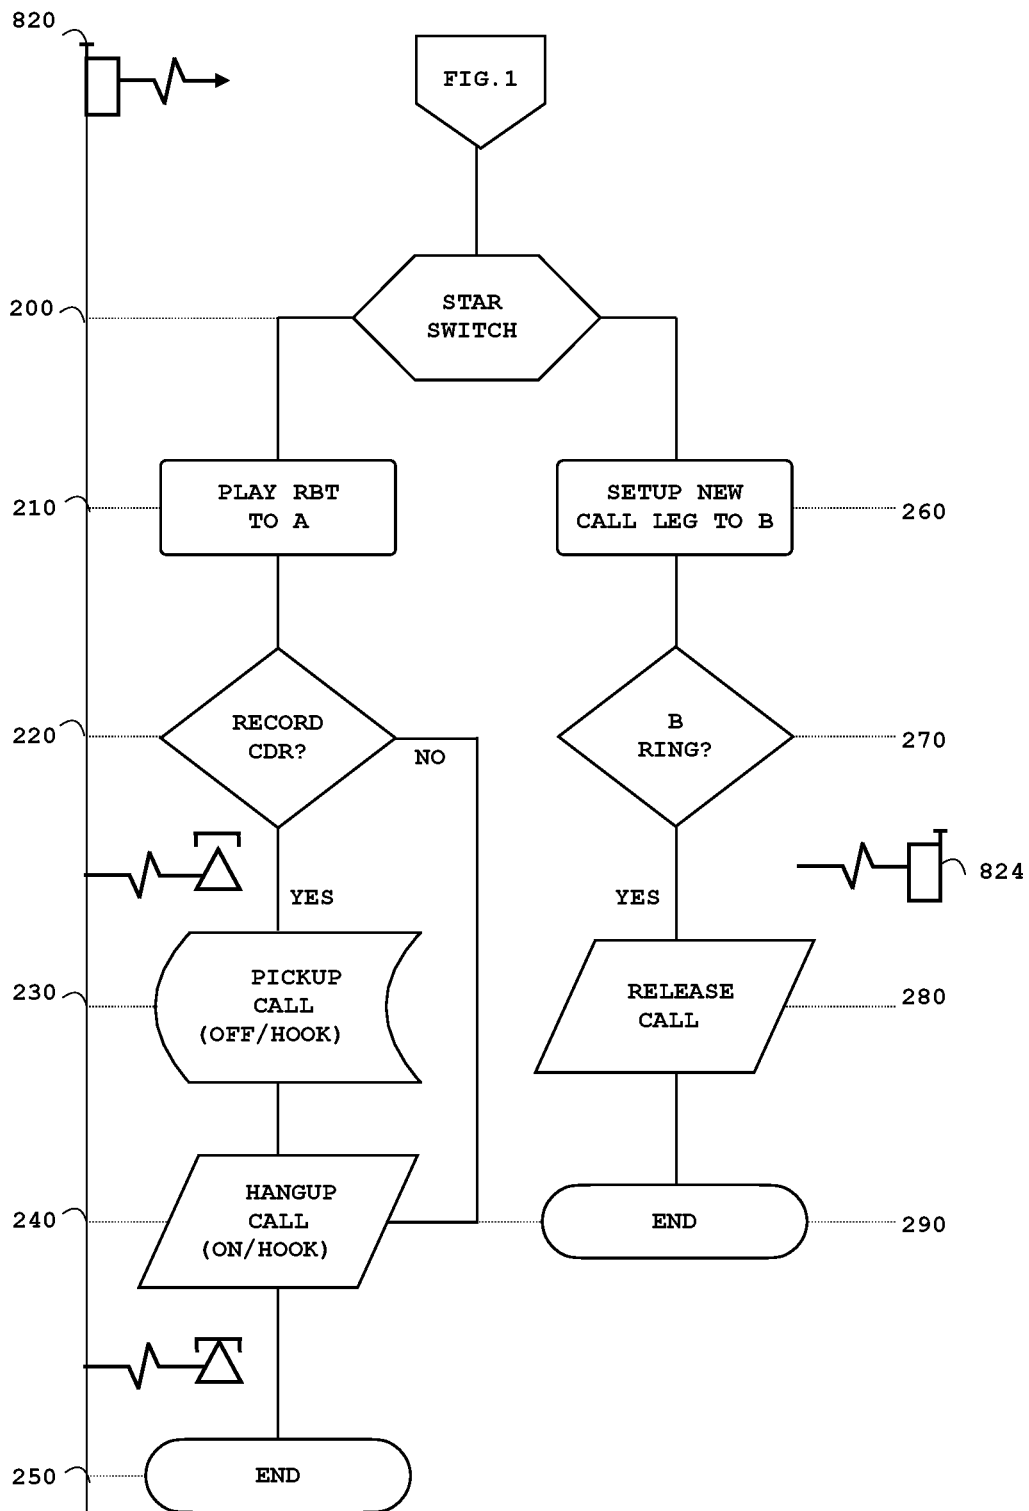 820
FIG.1
200
STAR
SWITCH
210
PLAY RBT
TO A
SETUP NEW
CALL LEG TO B
260
220
RECORD
CDR?
NO
B
RING?
270
YES
YES
824
230
PICKUP
CALL
(OFF/HOOK)
RELEASE
CALL
280
240
HANGUP
CALL
(ON/HOOK)
END
290
250
END